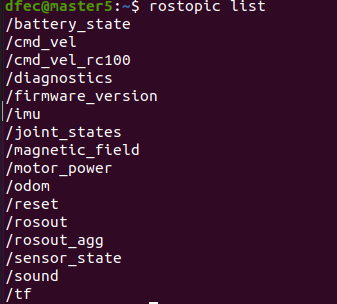 dfec@master5:~$ rostopic list
/battery_state
/cmd_vel
/cmd_vel_rc100
/diagnostics
/firmware_version
/imu
/joint_states
/magnetic_field
/motor_power
/odom
/reset
/rosout
/rosout_agg
/sensor_state
/sound
/tf